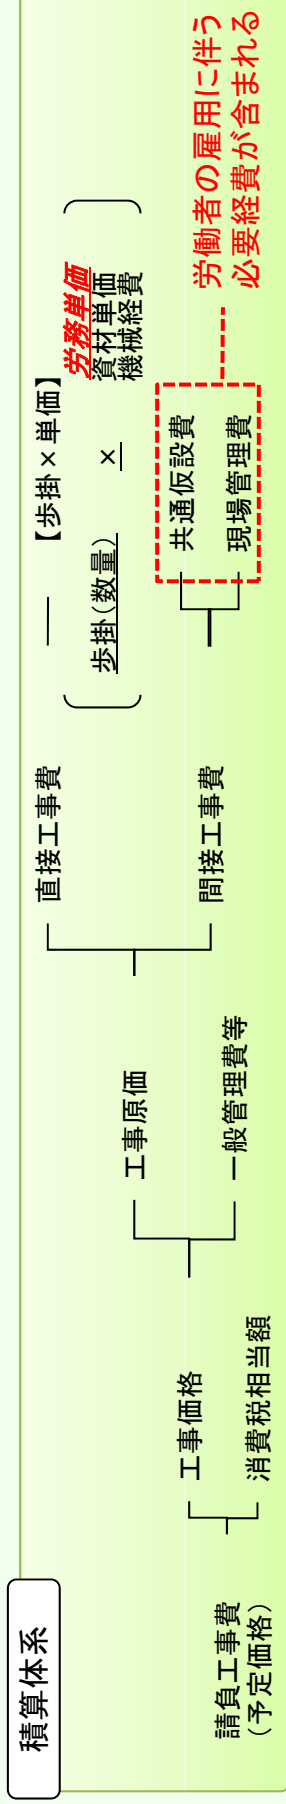 積算体系
請負工事費
（予定価格）
工事価格
消費税相当額
工事原価
一般管理費等
直接工事費
間接工事費
【歩掛×単価】
歩掛（数量）
×
労務単価
資材単価
機械経費
共通仮設費
現場管理費
労働者の雇用に伴う
必要経費が含まれる